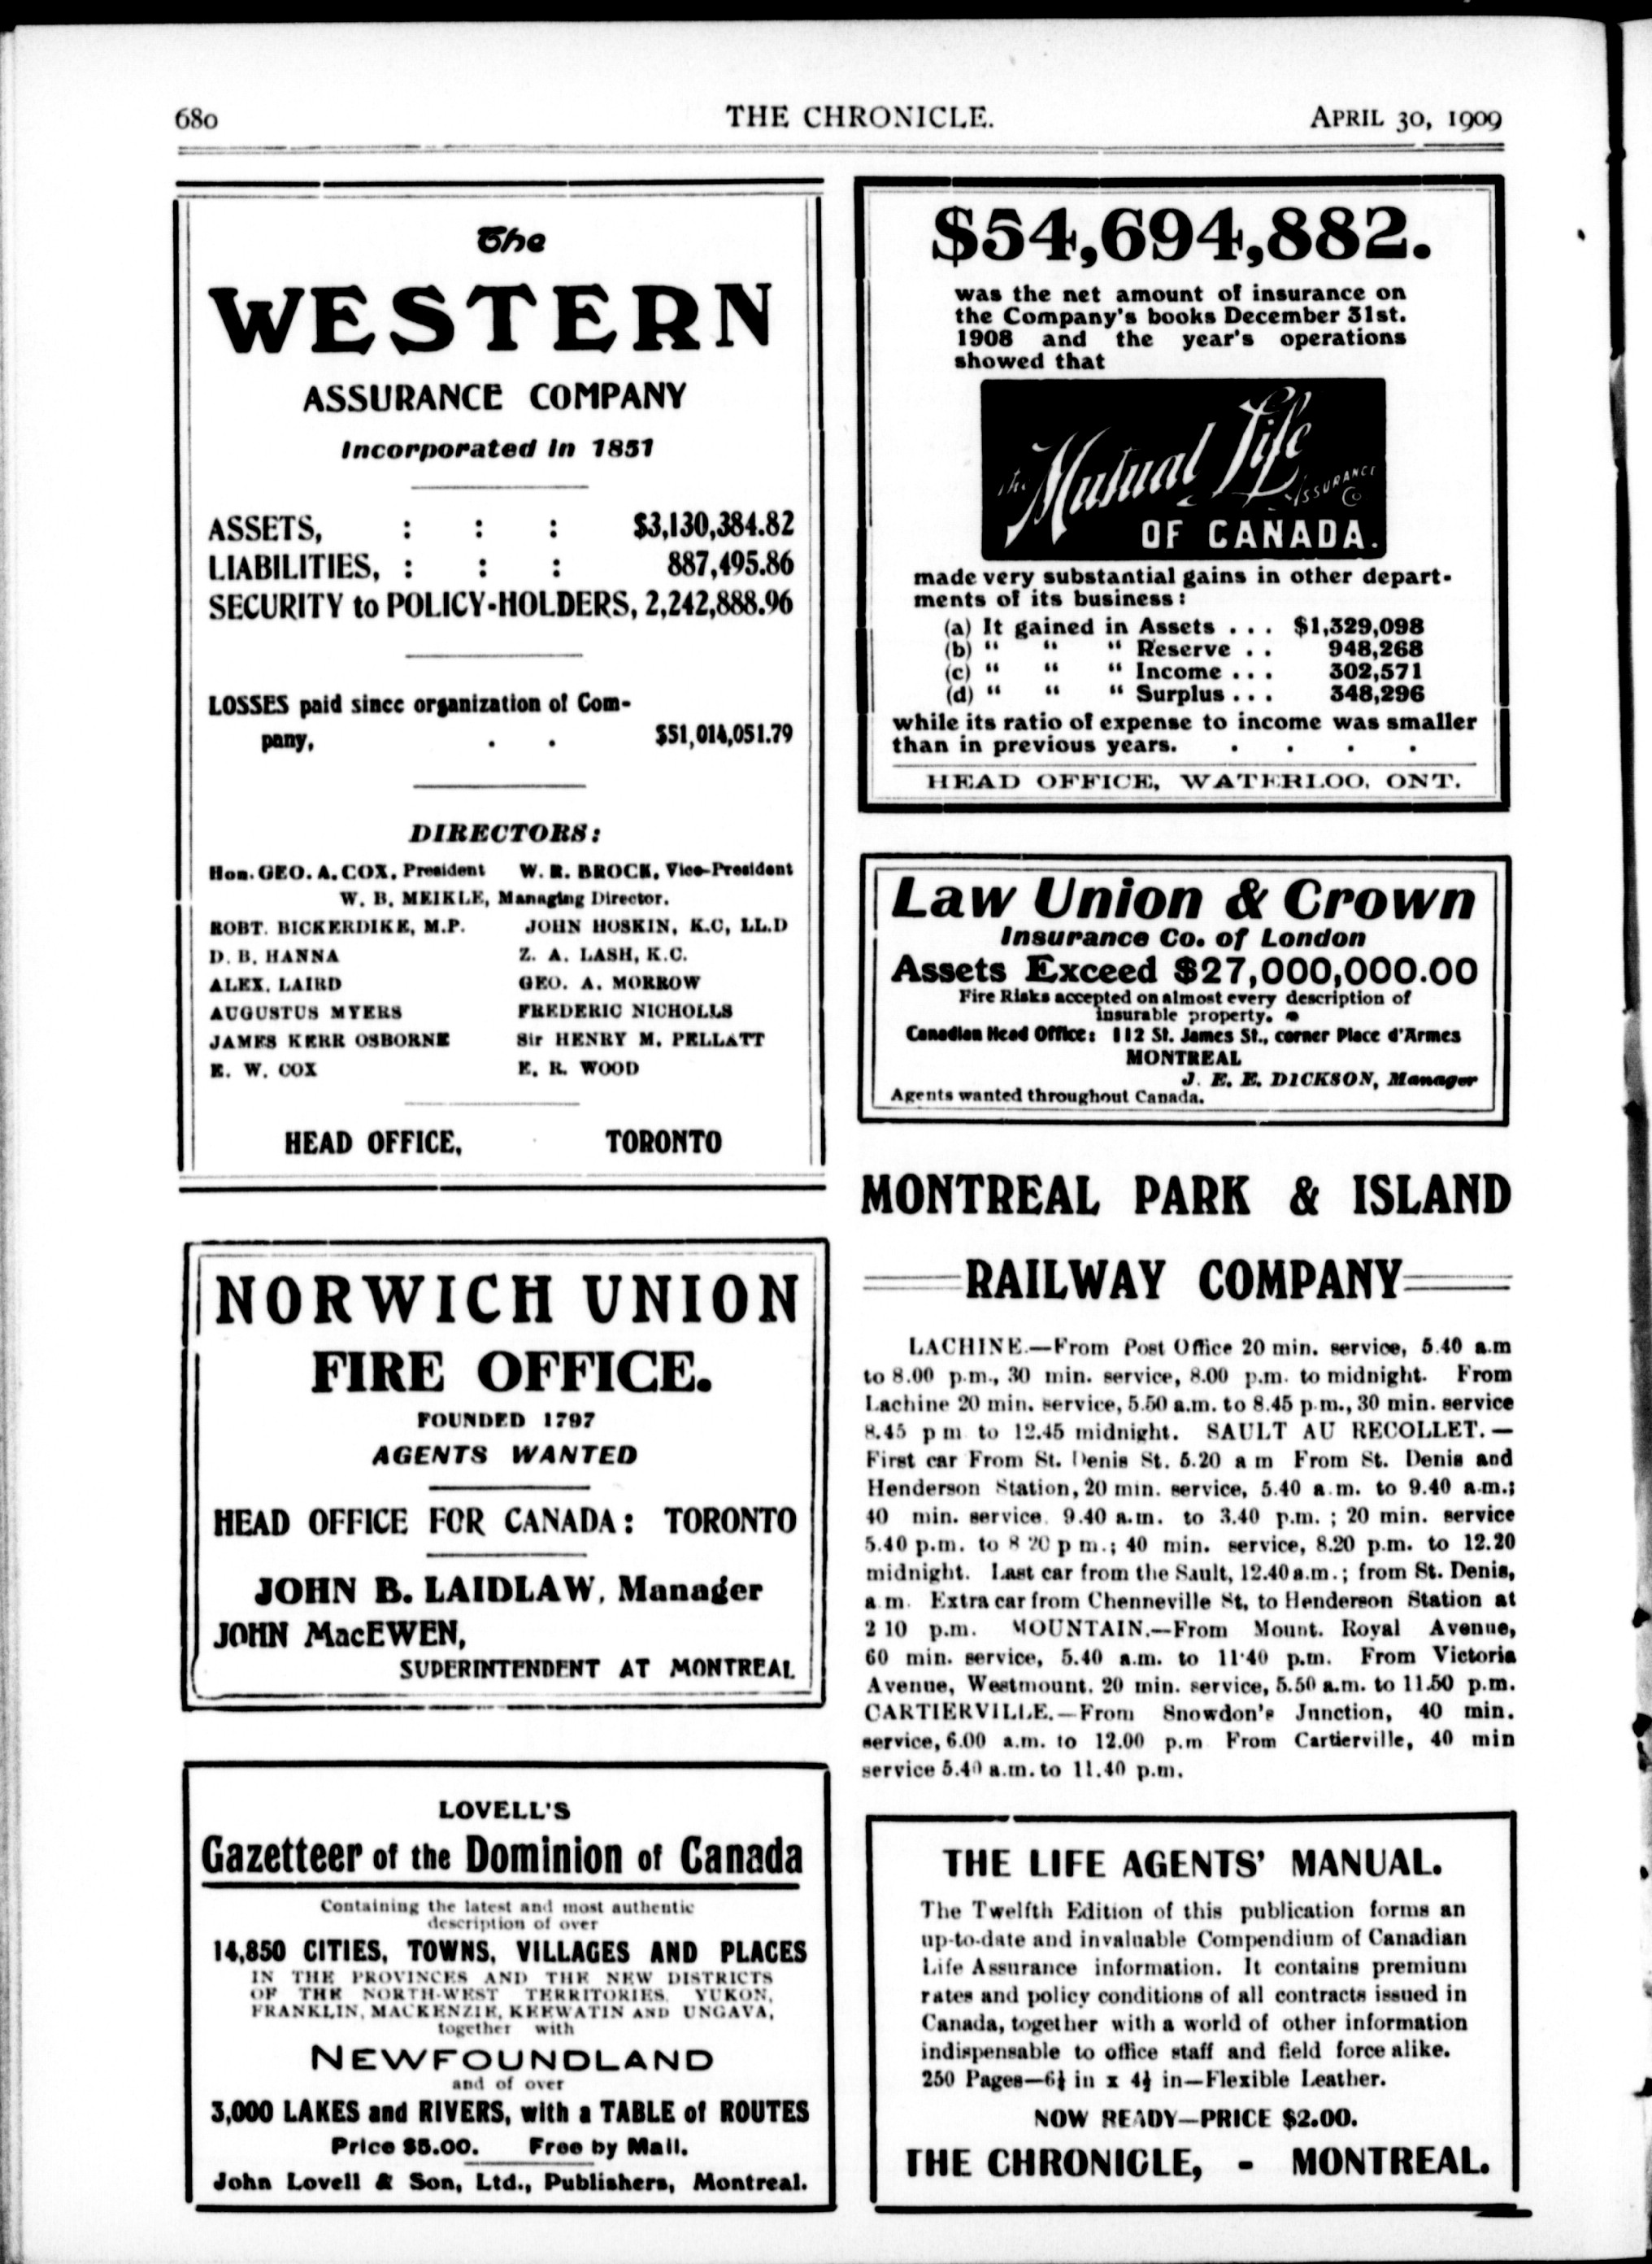 680
THE CHRONICLE.
APRIL 30, 1909
The
WESTERN
ASSURANCE COMPANY
Incorporated in 1851
ASSETS, : : : $3,130,384.82
LIABILITIES, : : : 887,495.86
SECURITY to POLICY-HOLDERS, 2,242,888.96
LOSSES paid since organization of Com-
pany, . . $51,014,051.79
DIRECTORS:
Hon. GEO. A. COX, President W. R. BROCK, Vice-President
W. B. MEIKLE, Managing Director.
ROBT. BICKERDIKE, M.P. JOHN HOSKIN, K.C, LL.D
D. B. HANNA Z. A. LASH, K.C.
ALEX. LAIRD GEO. A. MORROW
AUGUSTUS MYERS FREDERIC NICHOLLS
JAMES KERR OSBORNE Sir HENRY M. PELLATT
E. W. COX E. R. WOOD
HEAD OFFICE, TORONTO
NORWICH UNION
FIRE OFFICE.
FOUNDED 1797
AGENTS WANTED
HEAD OFFICE FOR CANADA: TORONTO
JOHN B. LAIDLAW, Manager
JOHN MacEWEN,
SUPERINTENDENT AT MONTREAL
LOVELL'S
Gazetteer of the Dominion of Canada
Containing the latest and most authentic
description of over
14,850 CITIES, TOWNS, VILLAGES AND PLACES
IN THE PROVINCES AND THE NEW DISTRICTS
OF THE NORTH-WEST TERRITORIES, YUKON,
FRANKLIN, MACKENZIE, KEEWATIN AND UNGAVA,
together with
NEWFOUNDLAND
and of over
3,000 LAKES and RIVERS, with a TABLE of ROUTES
Price $5.00. Free by Mail.
John Lovell & Son, Ltd., Publishers, Montreal.
$54,694,882.
was the net amount of insurance on
the Company's books December 31st.
1908 and the year's operations
showed that
The Mutual Life
ASSURANCE Co
OF CANADA.
made very substantial gains in other depart-
ments of its business:
(a) It gained in Assets . . . $1,329,098
(b) " " " Reserve . . 948,268
(c) " " " Income . . . 302,571
(d) " " " Surplus . . . 348,296
while its ratio of expense to income was smaller
than in previous years. . . . .
HEAD OFFICE, WATERLOO, ONT.
Law Union & Crown
Insurance Co. of London
Assets Exceed $27,000,000.00
Fire Risks accepted on almost every description of
insurable property.
Canadian Head Office: 112 St. James St., corner Place d'Armes
MONTREAL
J. E. E. DICKSON, Manager
Agents wanted throughout Canada.
MONTREAL PARK & ISLAND
RAILWAY COMPANY
LACHINE.—From Post Office 20 min. service, 5.40 a.m
to 8.00 p.m., 30 min. service, 8.00 p.m. to midnight. From
Lachine 20 min. service, 5.50 a.m. to 8.45 p.m., 30 min. service
8.45 p m to 12.45 midnight. SAULT AU RECOLLET.—
First car From St. Denis St. 5.20 a m From St. Denis and
Henderson Station, 20 min. service, 5.40 a.m. to 9.40 a.m.;
40 min. service 9.40 a.m. to 3.40 p.m. ; 20 min. service
5.40 p.m. to 8 20 p m.; 40 min. service, 8.20 p.m. to 12.20
midnight. Last car from the Sault, 12.40 a.m.; from St. Denis,
a m. Extra car from Chenneville St, to Henderson Station at
2 10 p.m. MOUNTAIN.—From Mount. Royal Avenue,
60 min. service, 5.40 a.m. to 11·40 p.m. From Victoria
Avenue, Westmount, 20 min. service, 5.50 a.m. to 11.50 p.m.
CARTIERVILLE.—From Snowdon's Junction, 40 min.
service, 6.00 a.m. to 12.00 p.m From Cartierville, 40 min
service 5.40 a.m. to 11.40 p.m.
THE LIFE AGENTS' MANUAL.
The Twelfth Edition of this publication forms an
up-to-date and invaluable Compendium of Canadian
Life Assurance information. It contains premium
rates and policy conditions of all contracts issued in
Canada, together with a world of other information
indispensable to office staff and field force alike.
250 Pages—6½ in x 4½ in—Flexible Leather.
NOW READY—PRICE $2.00.
THE CHRONICLE, - MONTREAL.